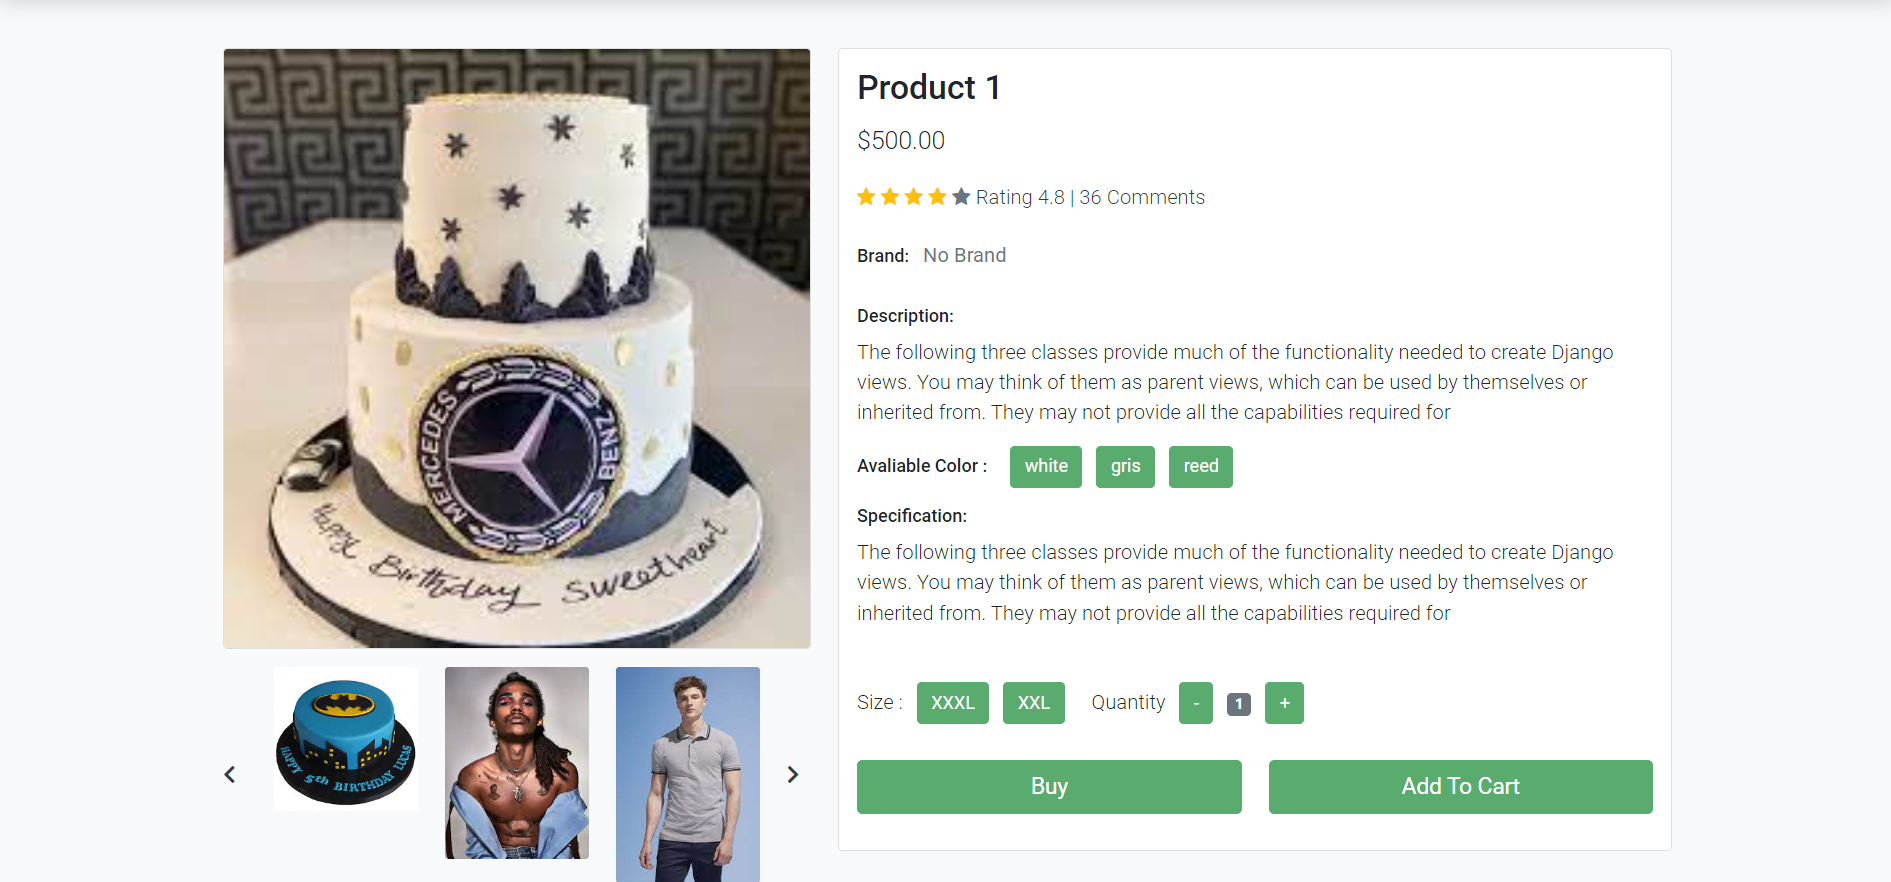 MERCEDES
BENZ
Happy Birthday Sweetheart
HAPPY 5th BIRTHDAY LUCAS
Product 1
$500.00
Rating 4.8 | 36 Comments
Brand: No Brand
Description:
The following three classes provide much of the functionality needed to create Django
views. You may think of them as parent views, which can be used by themselves or
inherited from. They may not provide all the capabilities required for
Avaliable Color : white gris reed
Specification:
The following three classes provide much of the functionality needed to create Django
views. You may think of them as parent views, which can be used by themselves or
inherited from. They may not provide all the capabilities required for
Size : XXXL XXL Quantity - 1 +
Buy Add To Cart